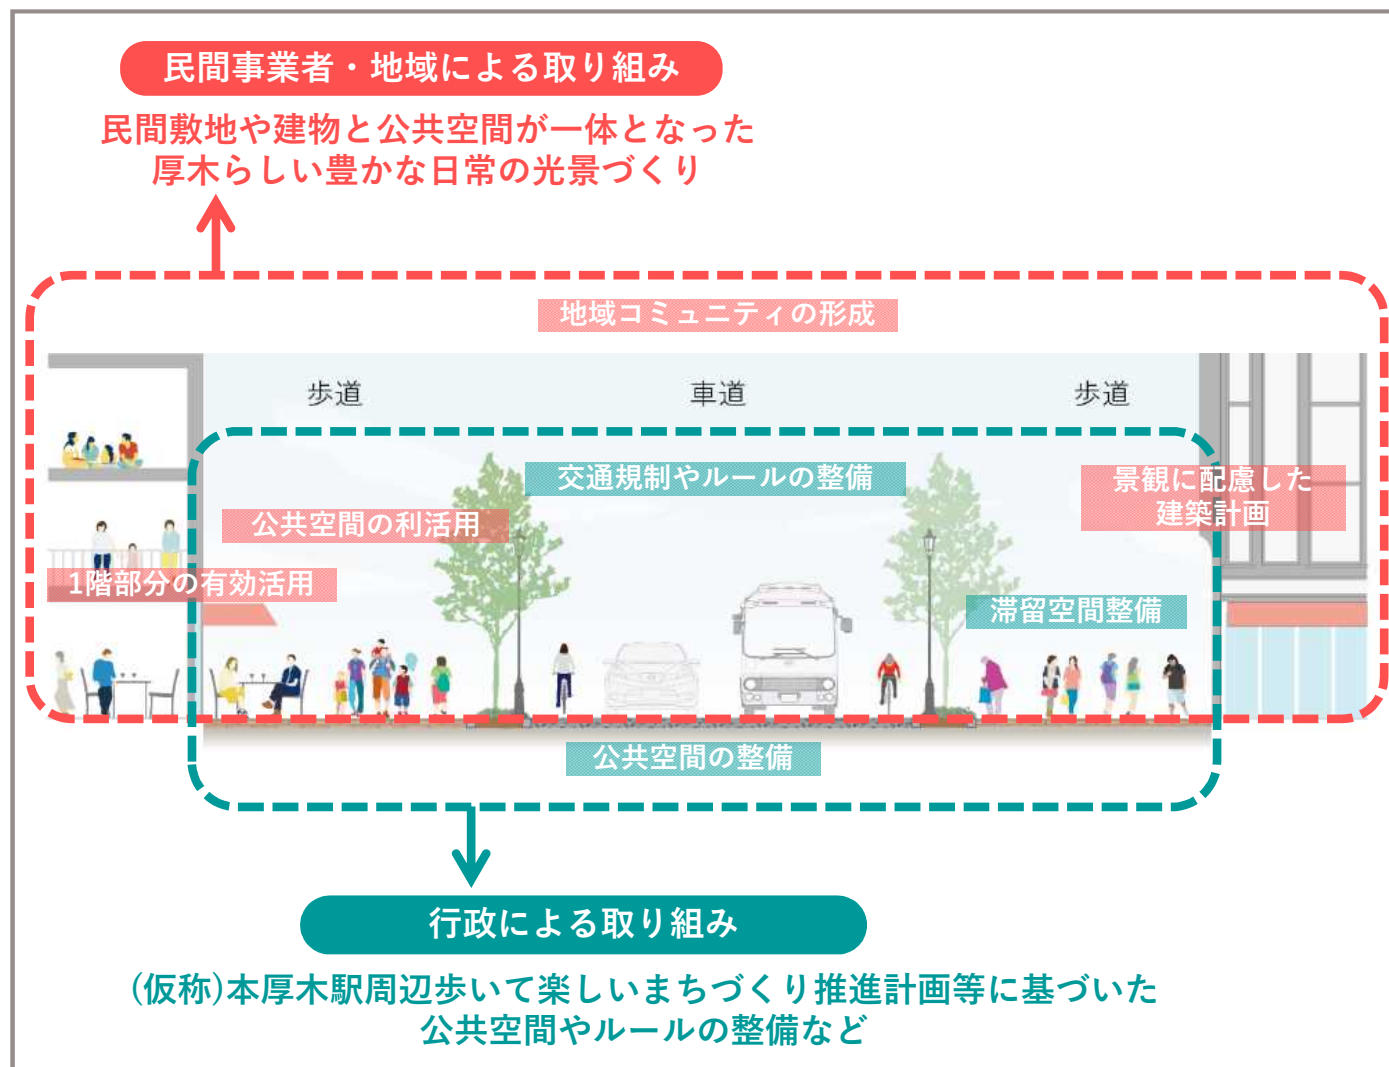 民間事業者・地域による取り組み
民間敷地や建物と公共空間が一体となった
厚木らしい豊かな日常の光景づくり
地域コミュニティの形成
歩道
車道
歩道
交通規制やルールの整備
景観に配慮した
建築計画
公共空間の利活用
1階部分の有効活用
滞留空間整備
公共空間の整備
行政による取り組み
(仮称)本厚木駅周辺歩いて楽しいまちづくり推進計画等に基づいた
公共空間やルールの整備など